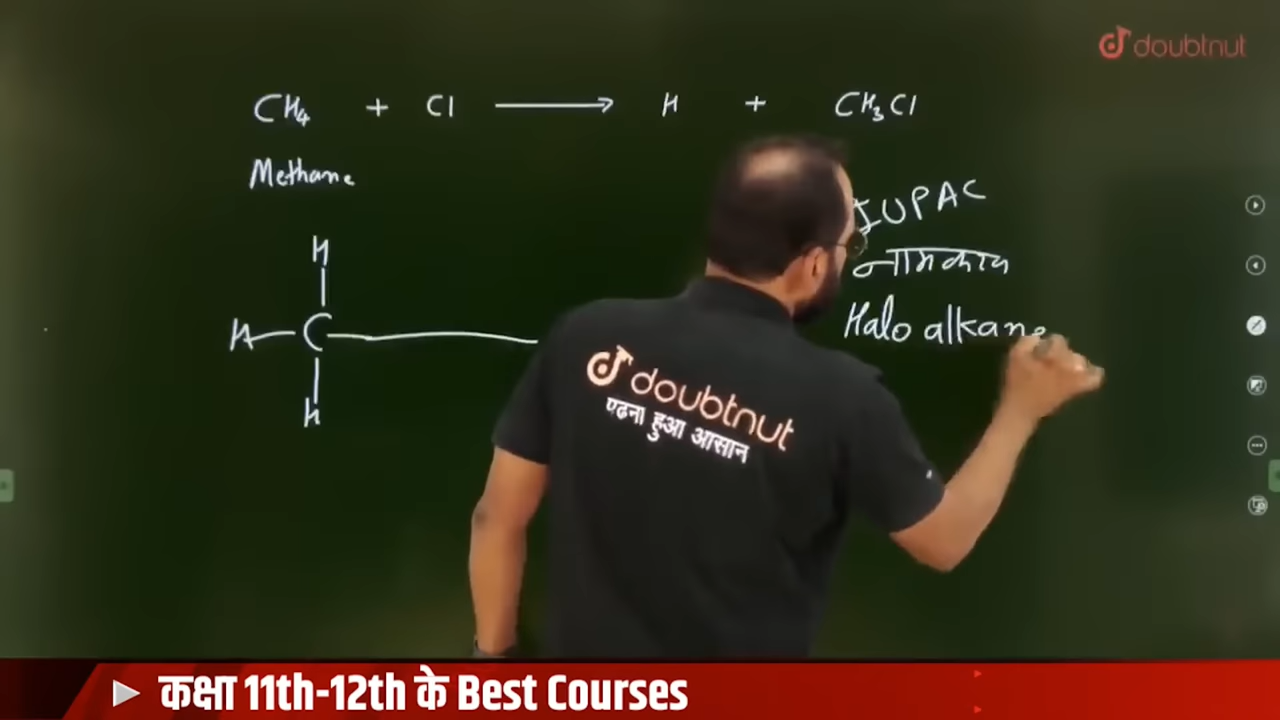 doubtnut
CH₄ + Cl ⟶ H + CH₃Cl
Methane
IUPAC
नामकरण
Halo alkane
H
H–C
H
doubtnut
पढ़ना हुआ आसान
कक्षा 11th-12th के Best Courses